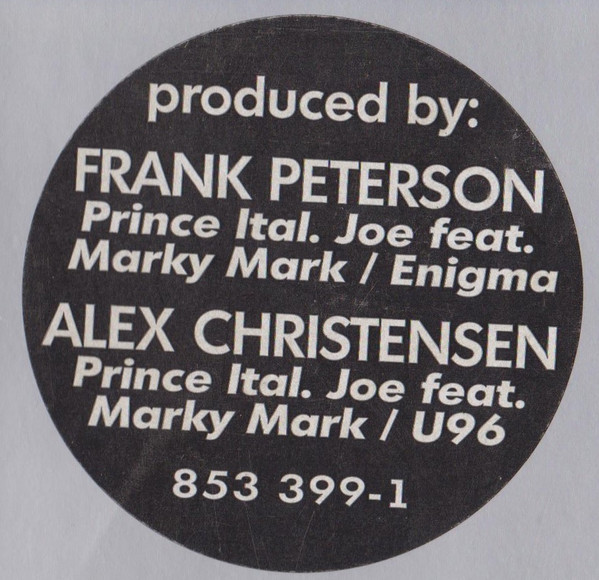 produced by:
FRANK PETERSON
Prince Ital. Joe feat.
Marky Mark / Enigma
ALEX CHRISTENSEN
Prince Ital. Joe feat.
Marky Mark / U96
853 399-1